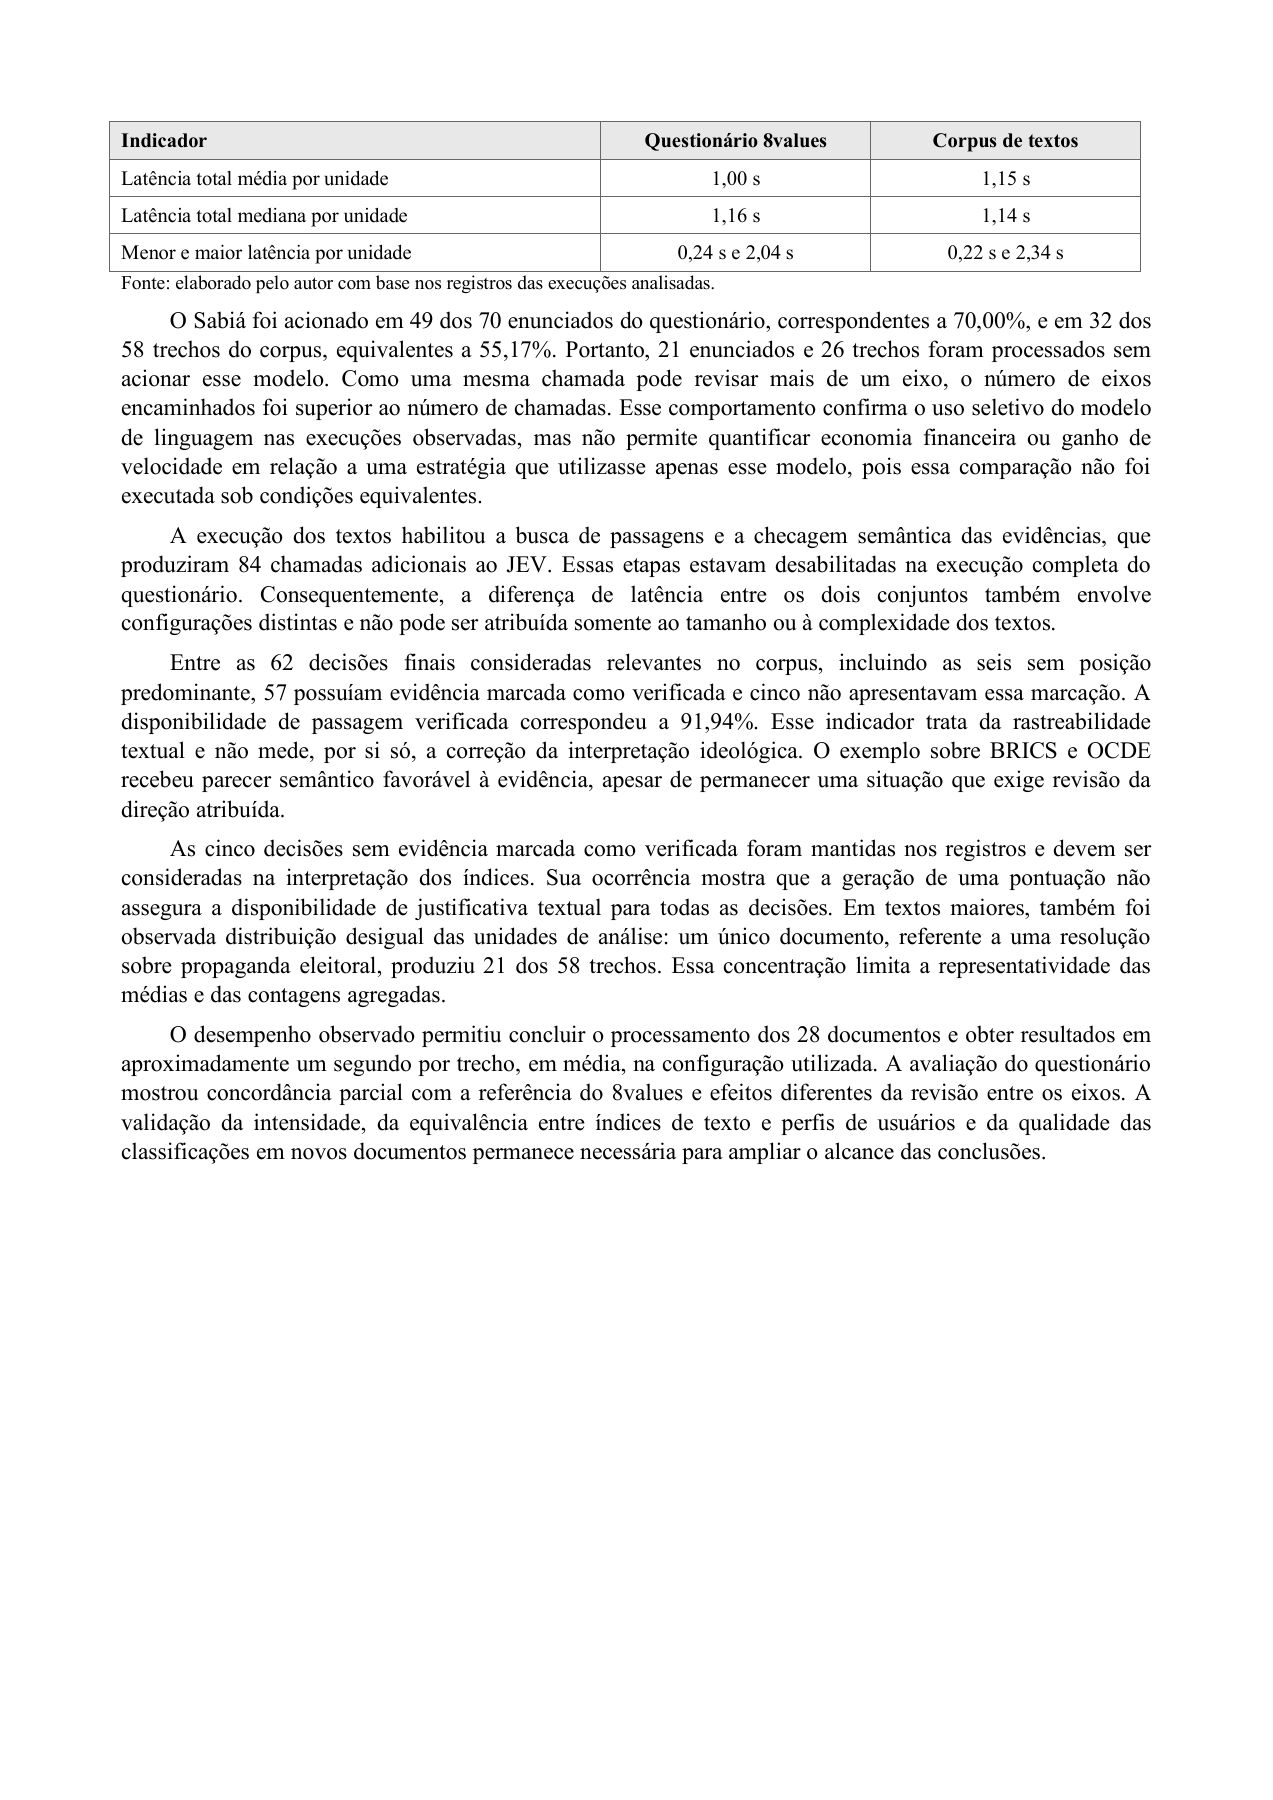 Indicador Questionário 8values Corpus de textos
Latência total média por unidade 1,00 s 1,15 s
Latência total mediana por unidade 1,16 s 1,14 s
Menor e maior latência por unidade 0,24 s e 2,04 s 0,22 s e 2,34 s
Fonte: elaborado pelo autor com base nos registros das execuções analisadas.
O Sabiá foi acionado em 49 dos 70 enunciados do questionário, correspondentes a 70,00%, e em 32 dos
58 trechos do corpus, equivalentes a 55,17%. Portanto, 21 enunciados e 26 trechos foram processados sem
acionar esse modelo. Como uma mesma chamada pode revisar mais de um eixo, o número de eixos
encaminhados foi superior ao número de chamadas. Esse comportamento confirma o uso seletivo do modelo
de linguagem nas execuções observadas, mas não permite quantificar economia financeira ou ganho de
velocidade em relação a uma estratégia que utilizasse apenas esse modelo, pois essa comparação não foi
executada sob condições equivalentes.
A execução dos textos habilitou a busca de passagens e a checagem semântica das evidências, que
produziram 84 chamadas adicionais ao JEV. Essas etapas estavam desabilitadas na execução completa do
questionário. Consequentemente, a diferença de latência entre os dois conjuntos também envolve
configurações distintas e não pode ser atribuída somente ao tamanho ou à complexidade dos textos.
Entre as 62 decisões finais consideradas relevantes no corpus, incluindo as seis sem posição
predominante, 57 possuíam evidência marcada como verificada e cinco não apresentavam essa marcação. A
disponibilidade de passagem verificada correspondeu a 91,94%. Esse indicador trata da rastreabilidade
textual e não mede, por si só, a correção da interpretação ideológica. O exemplo sobre BRICS e OCDE
recebeu parecer semântico favorável à evidência, apesar de permanecer uma situação que exige revisão da
direção atribuída.
As cinco decisões sem evidência marcada como verificada foram mantidas nos registros e devem ser
consideradas na interpretação dos índices. Sua ocorrência mostra que a geração de uma pontuação não
assegura a disponibilidade de justificativa textual para todas as decisões. Em textos maiores, também foi
observada distribuição desigual das unidades de análise: um único documento, referente a uma resolução
sobre propaganda eleitoral, produziu 21 dos 58 trechos. Essa concentração limita a representatividade das
médias e das contagens agregadas.
O desempenho observado permitiu concluir o processamento dos 28 documentos e obter resultados em
aproximadamente um segundo por trecho, em média, na configuração utilizada. A avaliação do questionário
mostrou concordância parcial com a referência do 8values e efeitos diferentes da revisão entre os eixos. A
validação da intensidade, da equivalência entre índices de texto e perfis de usuários e da qualidade das
classificações em novos documentos permanece necessária para ampliar o alcance das conclusões.